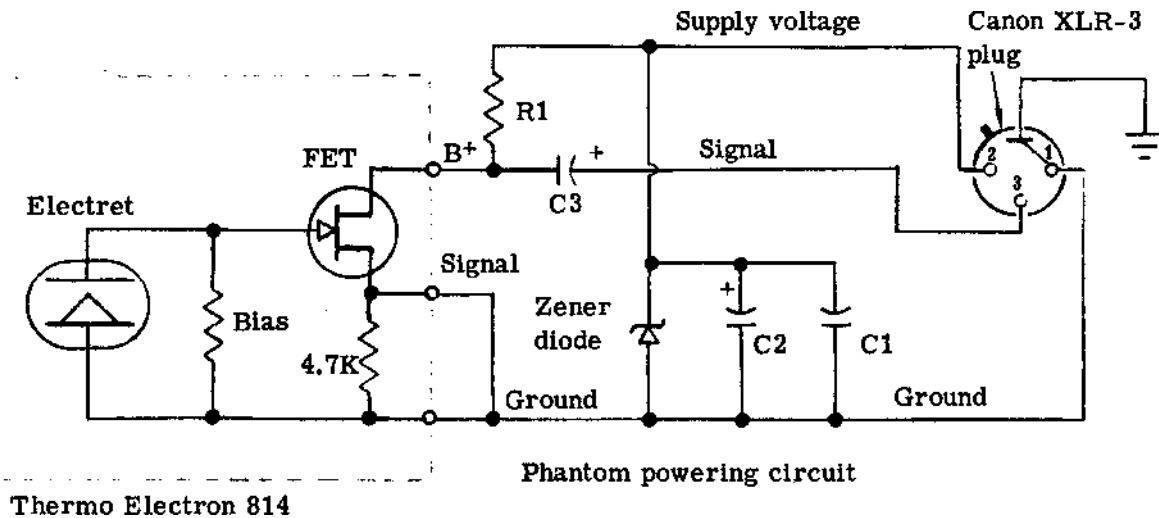 Supply voltage
Canon XLR-3
plug
R1
FET
B+
+
Signal
C3
2
1
3
Electret
Signal
Bias
Zener
diode
+
4.7K
C2
C1
Ground
Ground
Phantom powering circuit
Thermo Electron 814